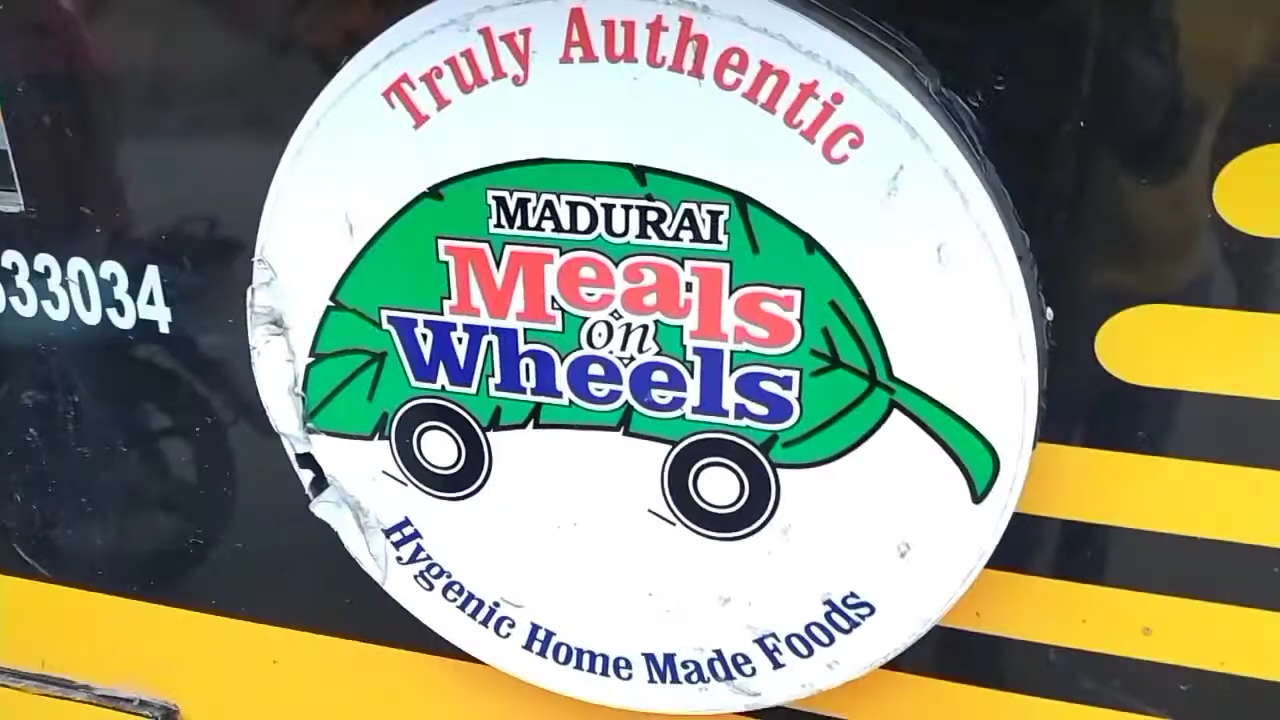 Truly Authentic
MADURAI
Meals
on
Wheels
Hygenic Home Made Foods
33034